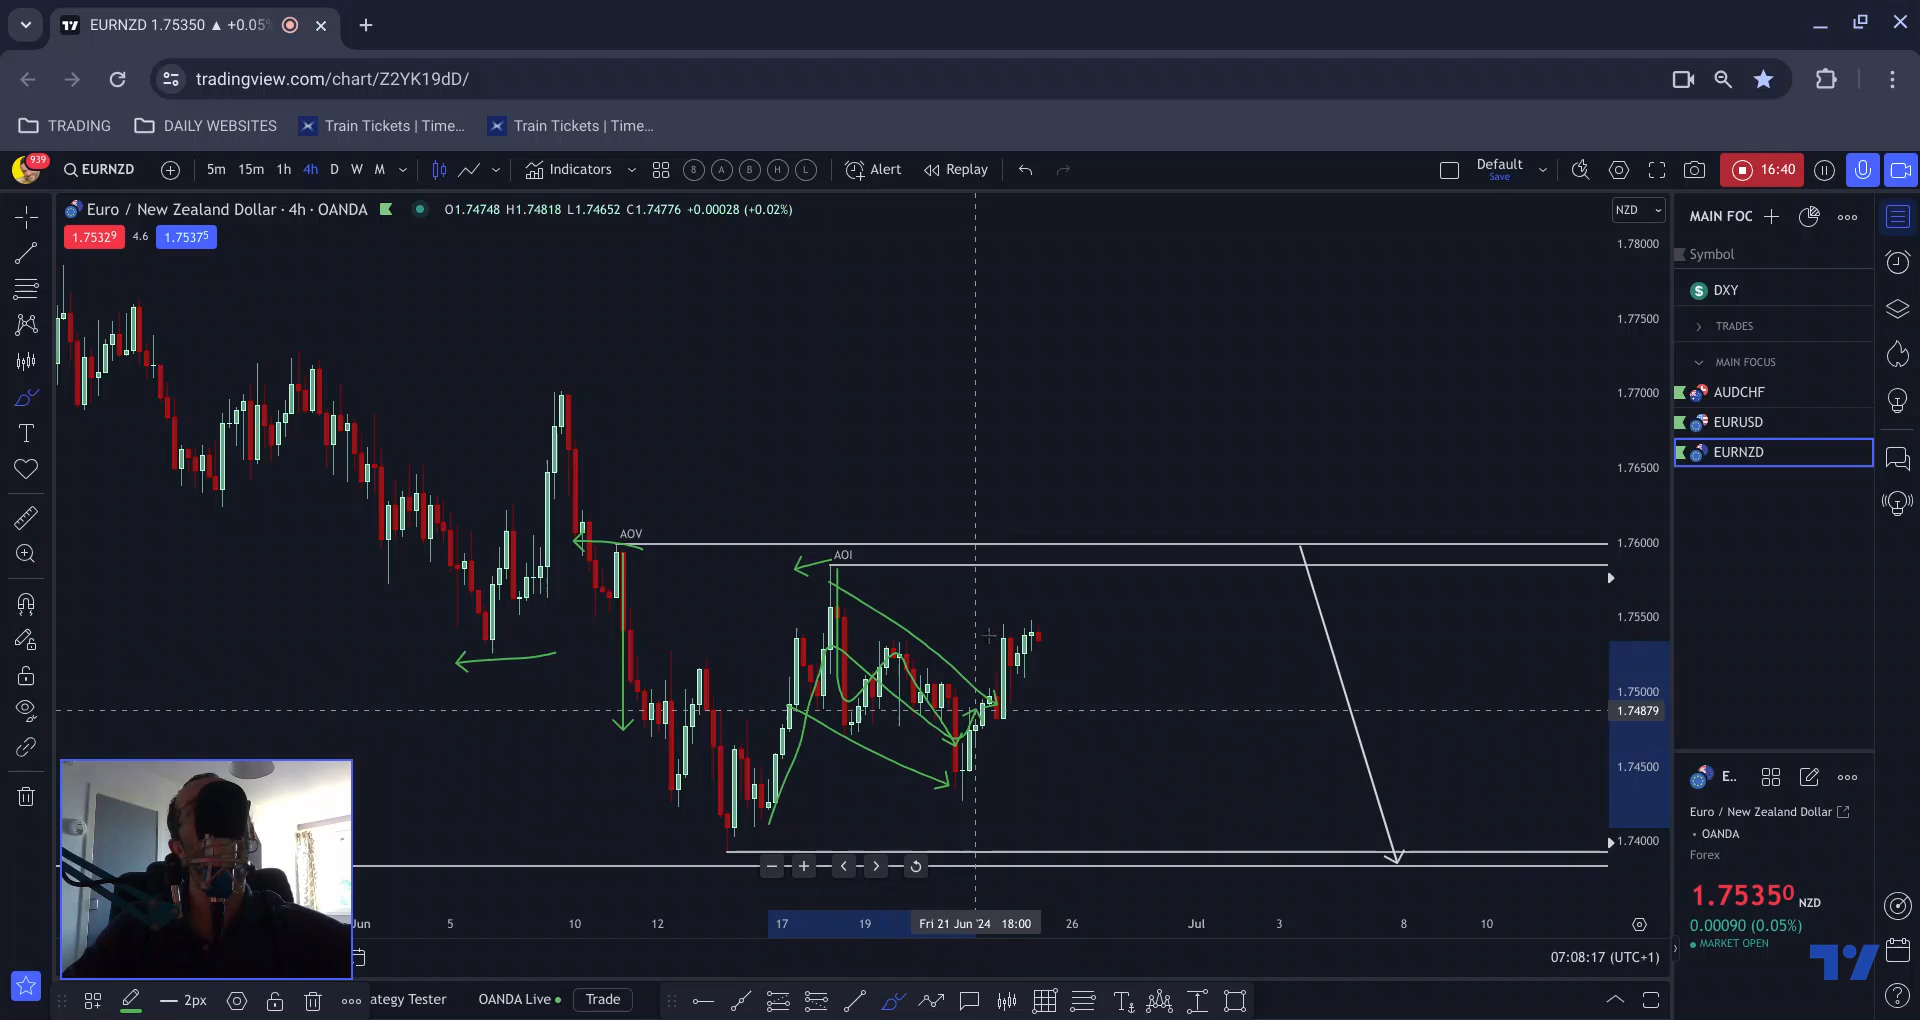 EURNZD 1.75350 ▲ +0.05%
tradingview.com/chart/Z2YK19dD/
TRADING
DAILY WEBSITES
Train Tickets | Time...
Train Tickets | Time...
939
EURNZD
5m 15m 1h 4h D W M
Indicators
8 A B H L
Alert
Replay
Default
Save
16:40
Euro / New Zealand Dollar · 4h · OANDA
O1.74748 H1.74818 L1.74652 C1.74776 +0.00028 (+0.02%)
NZD
1.75329 4.6 1.75375
MAIN FOC
Symbol
DXY
TRADES
MAIN FOCUS
AUDCHF
EURUSD
EURNZD
AOV
AOI
1.78000
1.77500
1.77000
1.76500
1.76000
1.75500
1.75000
1.74879
1.74500
1.74000
E..
Euro / New Zealand Dollar
• OANDA
Forex
1.75350 NZD
0.00090 (0.05%)
MARKET OPEN
Jun 5 10 12 17 19 Fri 21 Jun '24 18:00 26 Jul 3 8 10
07:08:17 (UTC+1)
2px
ategy Tester
OANDA Live
Trade